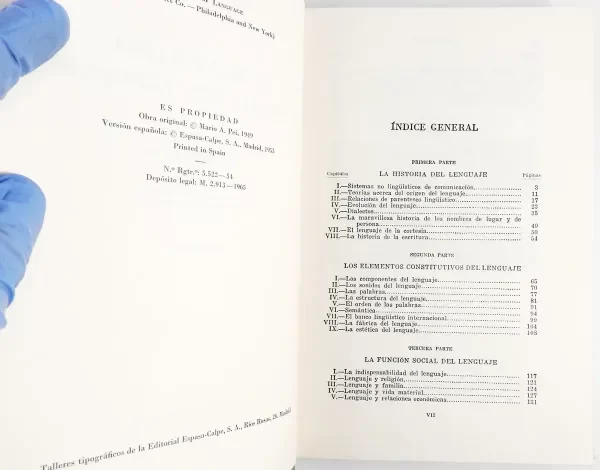 OF LANGUAGE
Co. — Philadelphia and New York)
ES PROPIEDAD
Obra original: © Mario A. Pei, 1949
Versión española: © Espasa-Calpe, S. A., Madrid, 1955
Printed in Spain
N.º Rgtr.º: 5.522—54
Depósito legal: M. 2.913—1965
Talleres tipográficos de la Editorial Espasa-Calpe, S. A., Ríos Rosas, 26. Madrid
ÍNDICE GENERAL
PRIMERA PARTE
Capítulos LA HISTORIA DEL LENGUAJE Páginas
I.—Sistemas no lingüísticos de comunicación 3
II.—Teorías acerca del origen del lenguaje 11
III.—Relaciones de parentesco lingüístico 17
IV.—Evolución del lenguaje 23
V.—Dialectos 35
VI.—La maravillosa historia de los nombres de lugar y de
persona 40
VII.—El lenguaje de la cortesía 50
VIII.—La historia de la escritura 54
SEGUNDA PARTE
LOS ELEMENTOS CONSTITUTIVOS DEL LENGUAJE
I.—Los componentes del lenguaje 65
II.—Los sonidos del lenguaje 70
III.—Las palabras 77
IV.—La estructura del lenguaje 81
V.—El orden de las palabras 91
VI.—Semántica 94
VII.—El banco lingüístico internacional 99
VIII.—La fábrica del lenguaje 104
IX.—La estética del lenguaje 108
TERCERA PARTE
LA FUNCIÓN SOCIAL DEL LENGUAJE
I.—La indispensabilidad del lenguaje 117
II.—Lenguaje y religión 121
III.—Lenguaje y familia 124
IV.—Lenguaje y vida material 127
V.—Lenguaje y relaciones económicas 131
VII